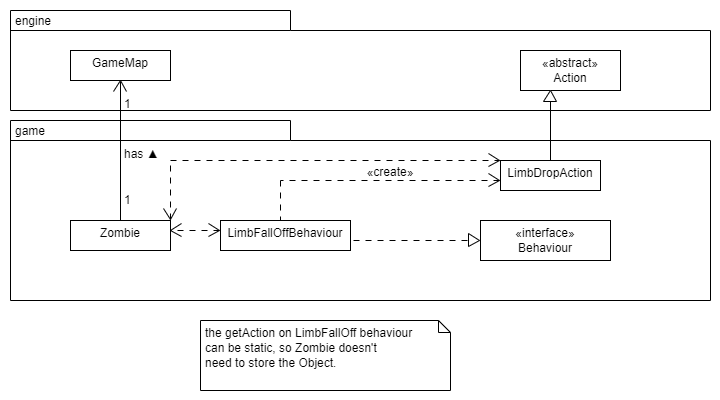 engine
GameMap
«abstract»
Action
1
game
has ▲
LimbDropAction
«create»
1
Zombie
LimbFallOffBehaviour
«interface»
Behaviour
the getAction on LimbFallOff behaviour
can be static, so Zombie doesn't
need to store the Object.